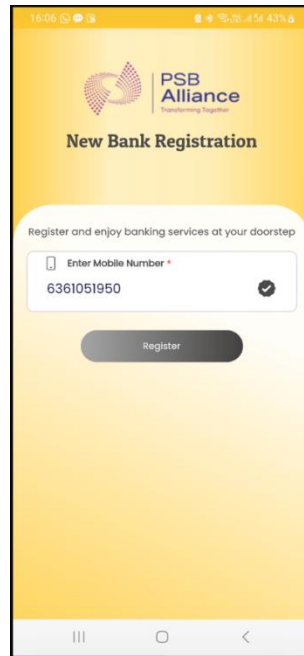 16:06
43%
PSB
Alliance
Transforming Together
New Bank Registration
Register and enjoy banking services at your doorstep
Enter Mobile Number *
6361051950
Register